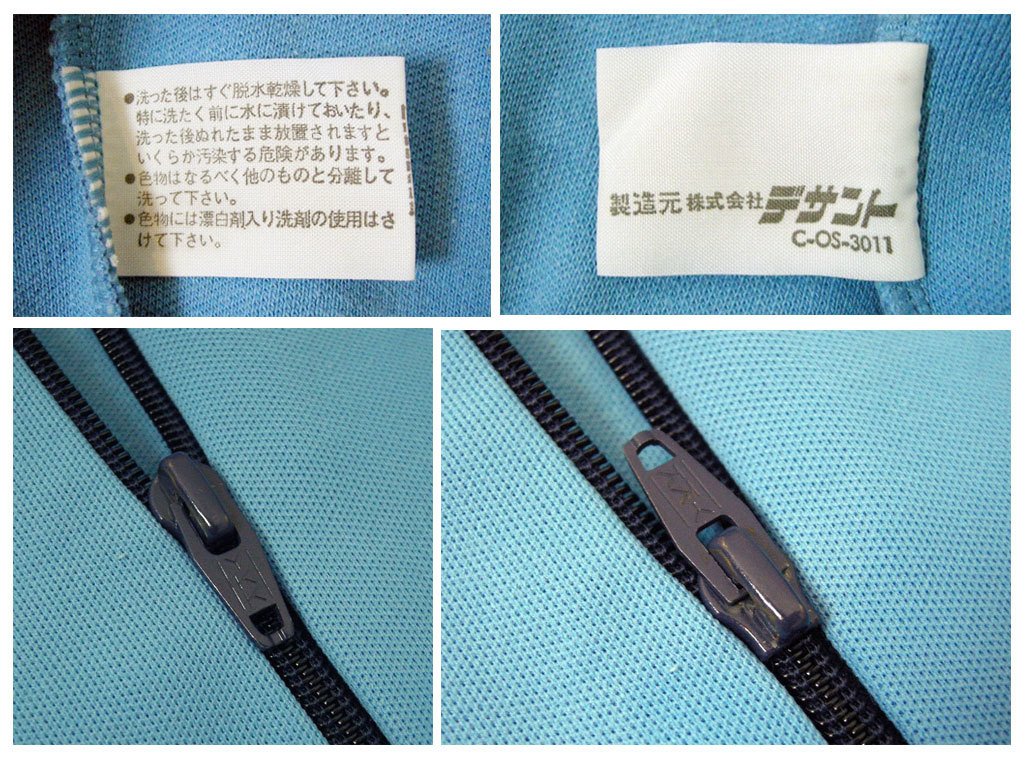 ●洗った後はすぐ脱水乾燥して下さい。
特に洗たく前に水に漬けておいたり、
洗った後ぬれたまま放置されますと
いくらか汚染する危険があります。
●色物はなるべく他のものと分離して
洗って下さい。
●色物には漂白剤入り洗剤の使用はさ
けて下さい。
製造元 株式会社デサント
C-OS-3011
YKK
YKK